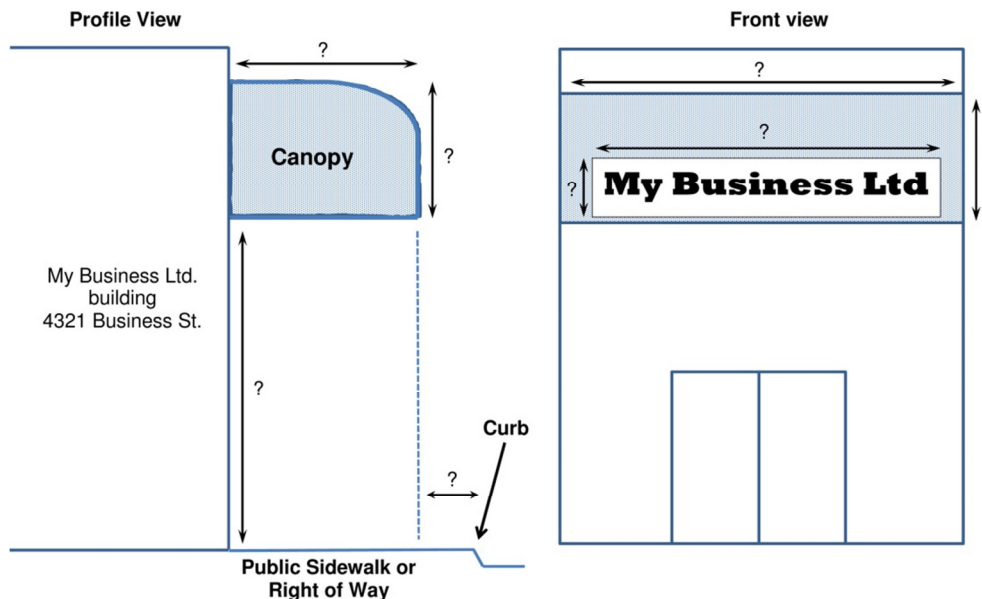 Profile View
Front view
?
?
Canopy
?
?
?
My Business Ltd
My Business Ltd.
building
4321 Business St.
?
Curb
?
Public Sidewalk or
Right of Way